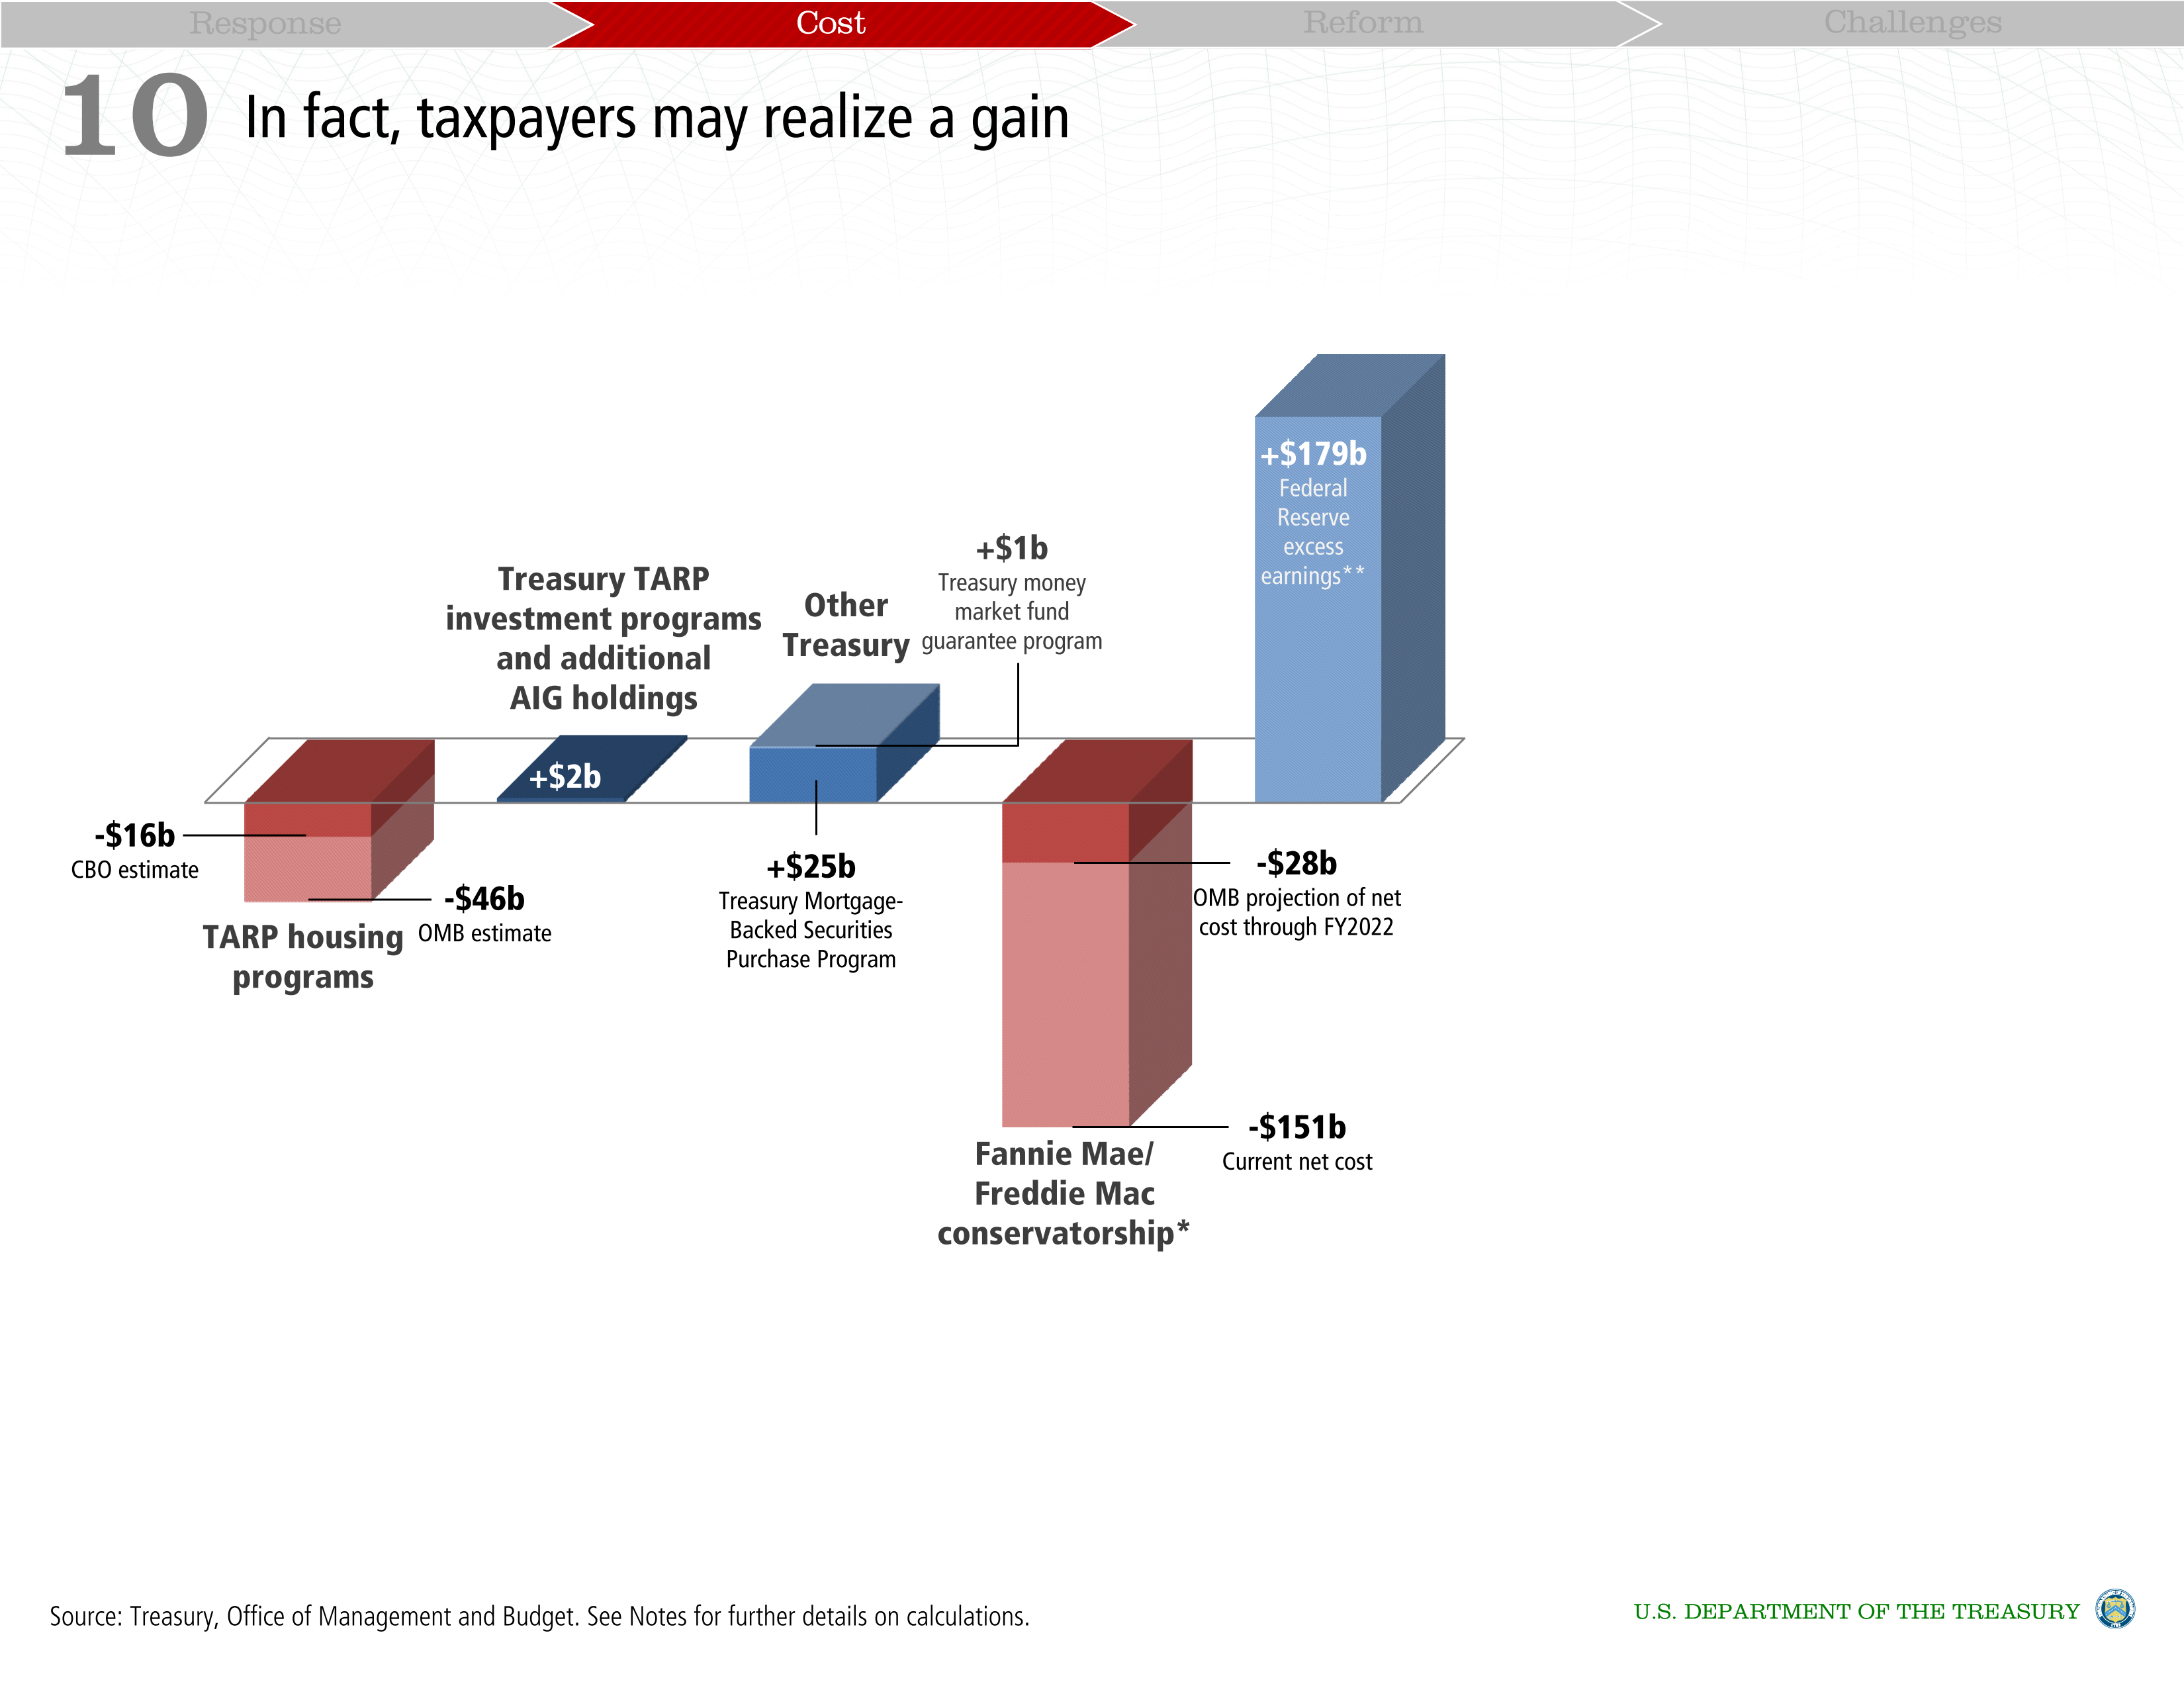 Response
Cost
Reform
Challenges
10
In fact, taxpayers may realize a gain
+$179b
Federal
Reserve
excess
earnings**
+$1b
Treasury money
market fund
guarantee program
Treasury TARP
investment programs
and additional
AIG holdings
Other
Treasury
+$2b
-$16b
CBO estimate
-$46b
OMB estimate
TARP housing
programs
+$25b
Treasury Mortgage-
Backed Securities
Purchase Program
-$28b
OMB projection of net
cost through FY2022
-$151b
Current net cost
Fannie Mae/
Freddie Mac
conservatorship*
Source: Treasury, Office of Management and Budget. See Notes for further details on calculations.
U.S. DEPARTMENT OF THE TREASURY